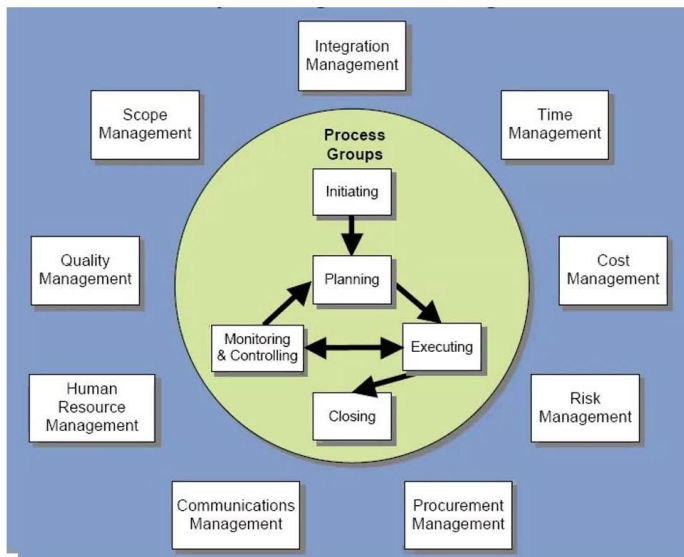 Integration
Management
Scope
Management
Time
Management
Process
Groups
Initiating
Quality
Management
Planning
Cost
Management
Monitoring
& Controlling
Executing
Human
Resource
Management
Closing
Risk
Management
Communications
Management
Procurement
Management